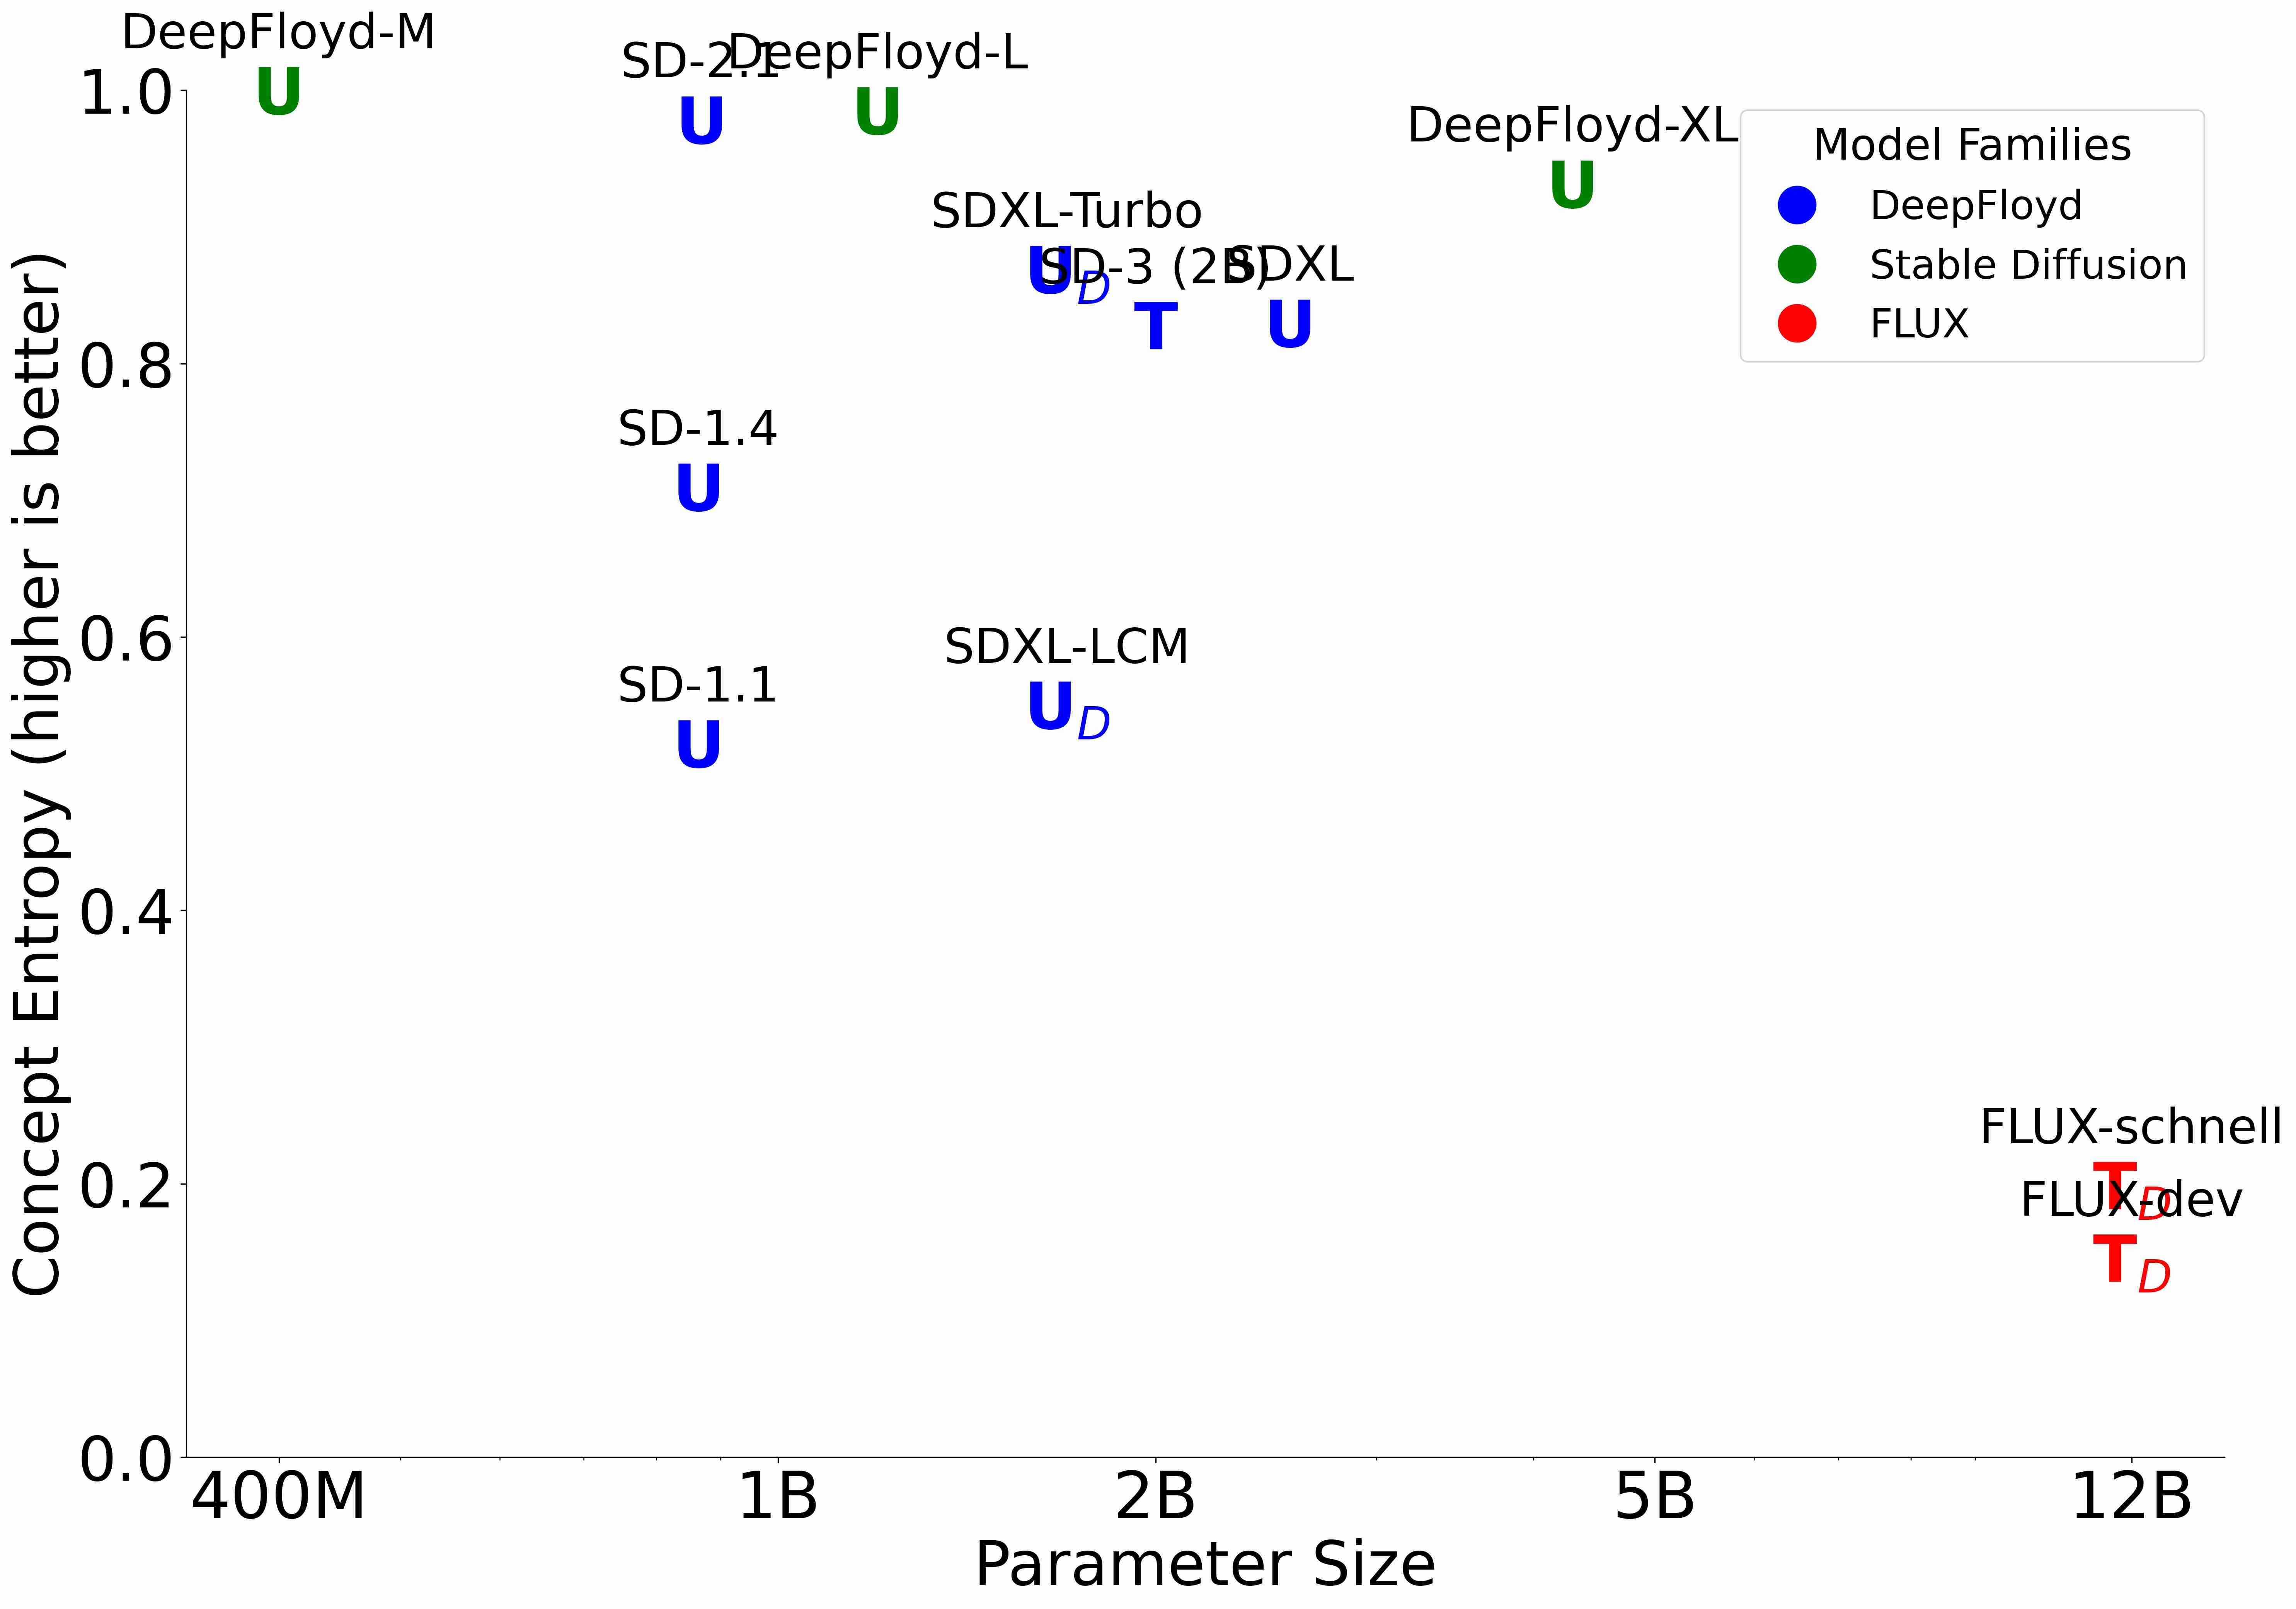 DeepFloyd-M
SD-2.1
DeepFloyd-L
DeepFloyd-XL
U
U
U
U
Model Families
DeepFloyd
Stable Diffusion
FLUX
SDXL-Turbo
SD-3 (2B)
SDXL
U D
T
U
SD-1.4
U
SDXL-LCM
U D
SD-1.1
U
FLUX-schnell
T D
FLUX-dev
T D
Concept Entropy (higher is better)
1.0
0.8
0.6
0.4
0.2
0.0
400M 1B 2B 5B 12B
Parameter Size